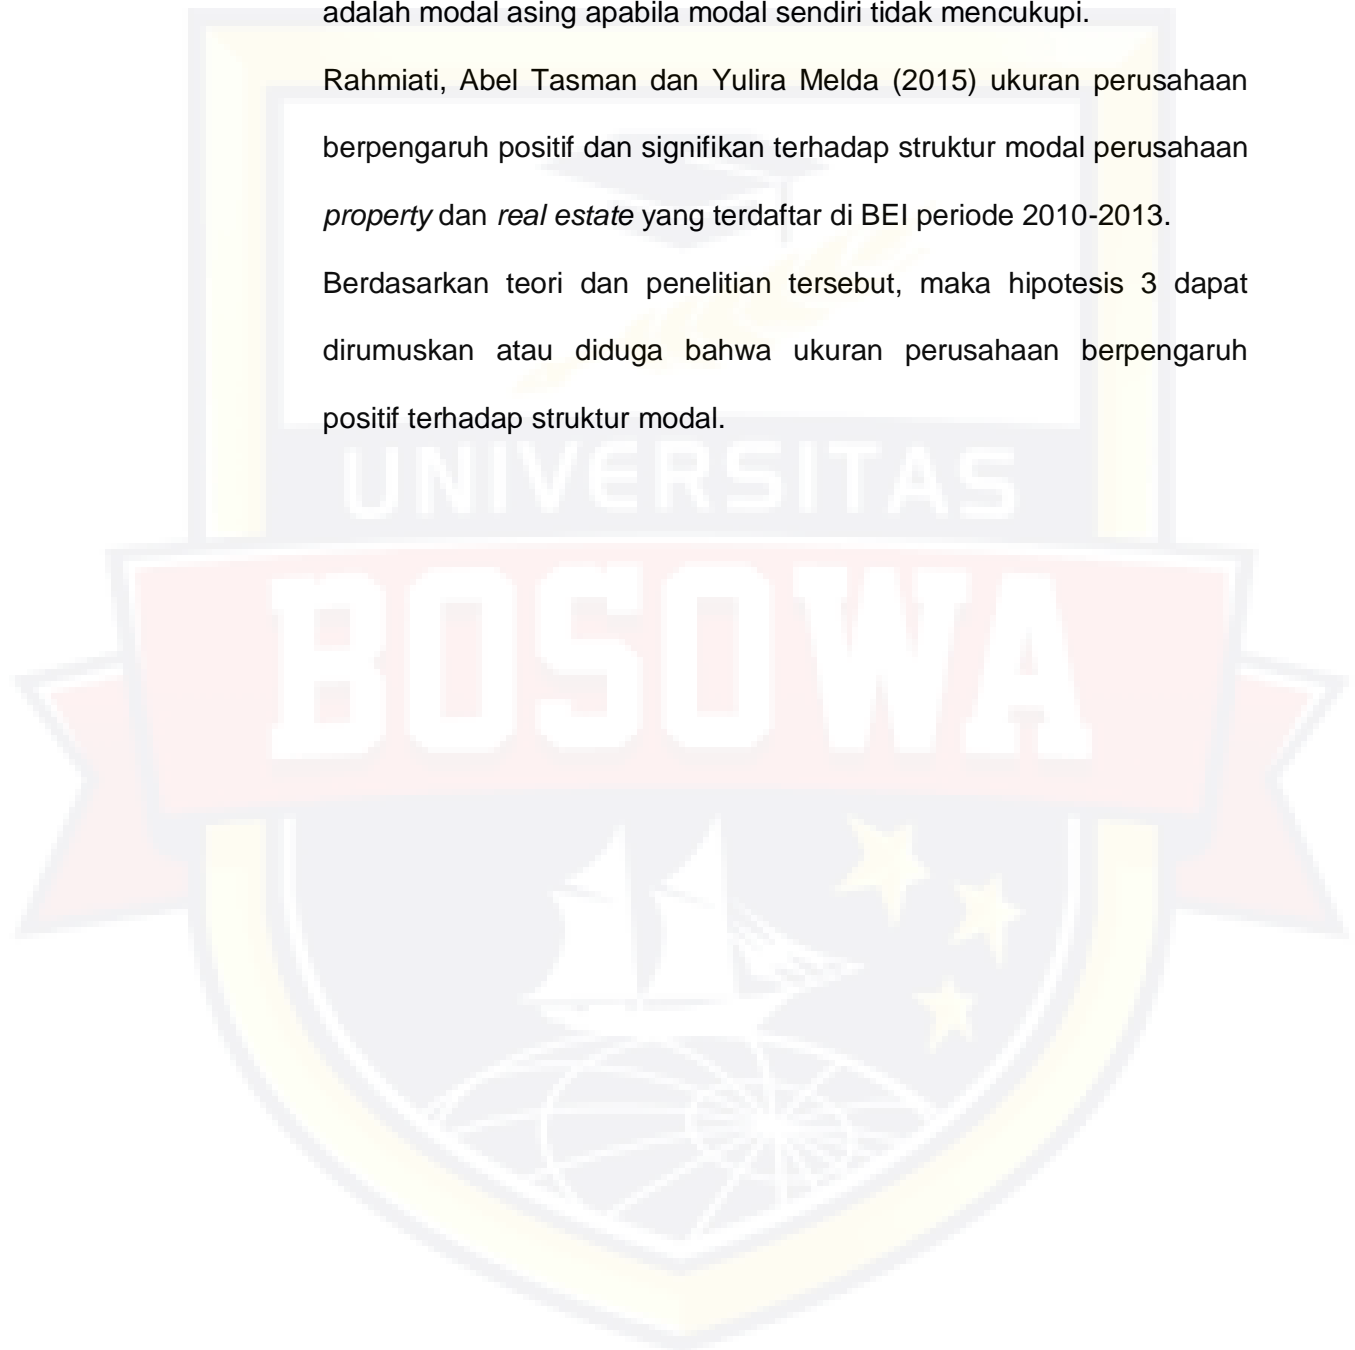 adalah modal asing apabila modal sendiri tidak mencukupi.
Rahmiati, Abel Tasman dan Yulira Melda (2015) ukuran perusahaan
berpengaruh positif dan signifikan terhadap struktur modal perusahaan
property dan real estate yang terdaftar di BEI periode 2010-2013.
Berdasarkan teori dan penelitian tersebut, maka hipotesis 3 dapat
dirumuskan atau diduga bahwa ukuran perusahaan berpengaruh
positif terhadap struktur modal.
UNIVERSITAS
BOSOWA